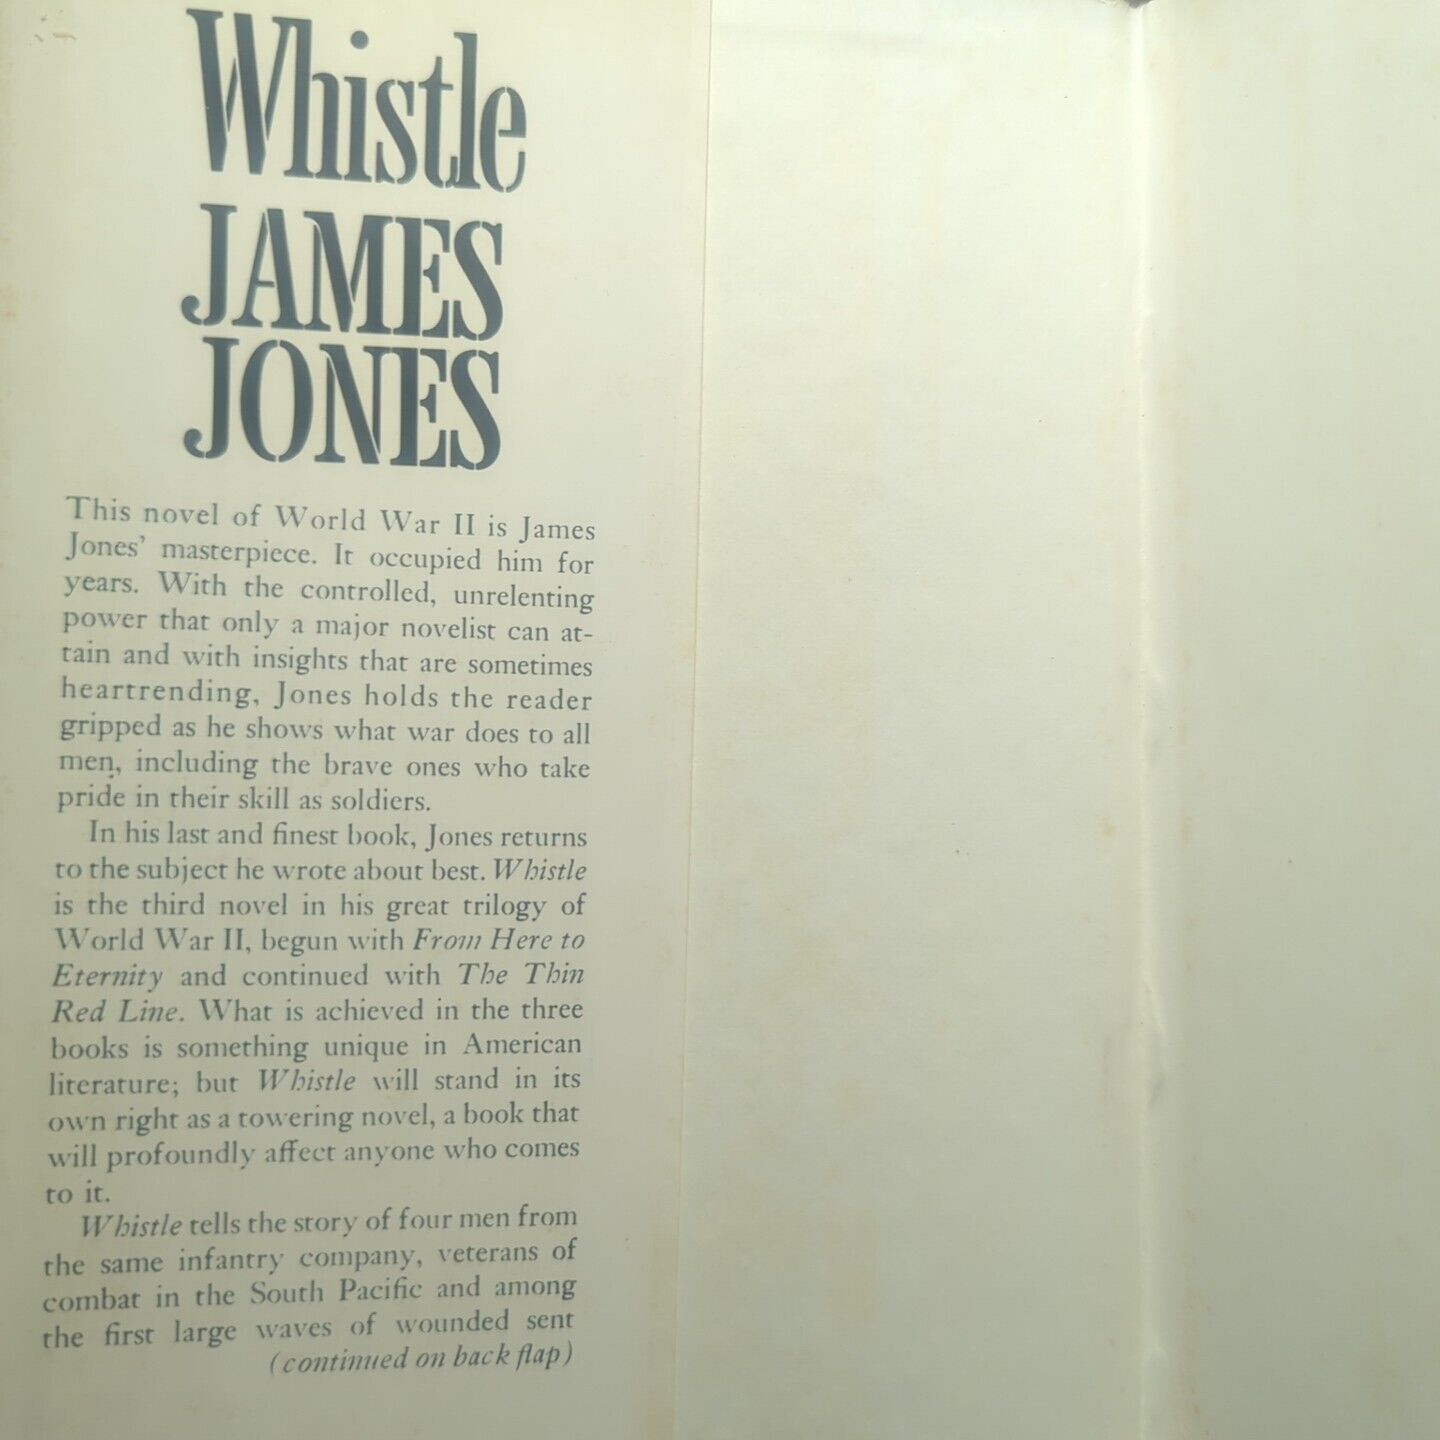 Whistle
JAMES
JONES
This novel of World War II is James
Jones' masterpiece. It occupied him for
years. With the controlled, unrelenting
power that only a major novelist can at-
tain and with insights that are sometimes
heartrending, Jones holds the reader
gripped as he shows what war does to all
men, including the brave ones who take
pride in their skill as soldiers.
In his last and finest book, Jones returns
to the subject he wrote about best. Whistle
is the third novel in his great trilogy of
World War II, begun with From Here to
Eternity and continued with The Thin
Red Line. What is achieved in the three
books is something unique in American
literature; but Whistle will stand in its
own right as a towering novel, a book that
will profoundly affect anyone who comes
to it.
Whistle tells the story of four men from
the same infantry company, veterans of
combat in the South Pacific and among
the first large waves of wounded sent
(continued on back flap)